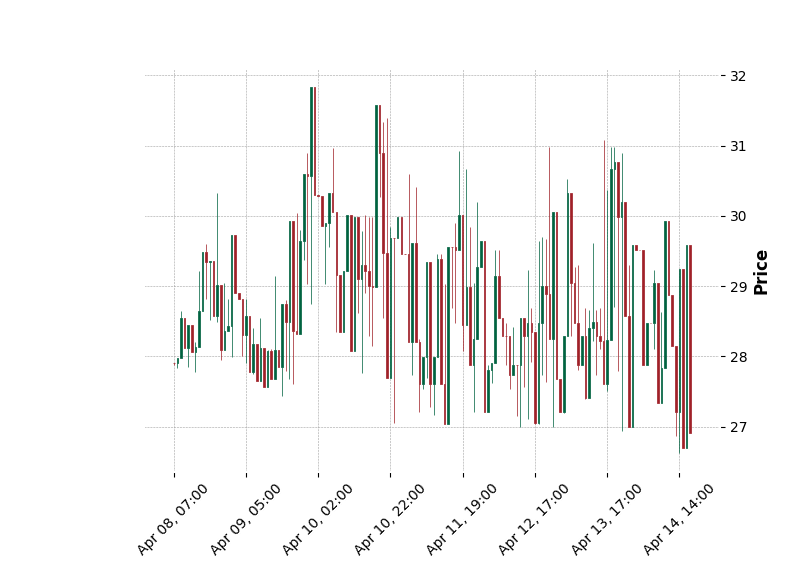 32
31
30
29
28
27
Price
Apr 08, 07:00
Apr 09, 05:00
Apr 10, 02:00
Apr 10, 22:00
Apr 11, 19:00
Apr 12, 17:00
Apr 13, 17:00
Apr 14, 14:00